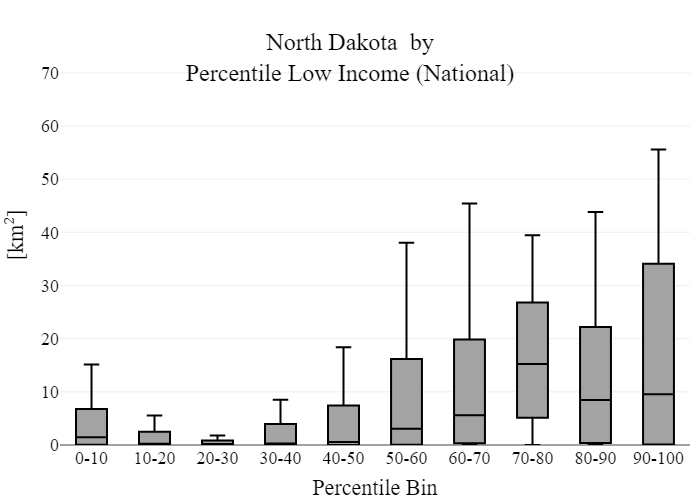 North Dakota by
Percentile Low Income (National)
70
60
50
40
30
20
10
0
[km²]
0-10 10-20 20-30 30-40 40-50 50-60 60-70 70-80 80-90 90-100
Percentile Bin